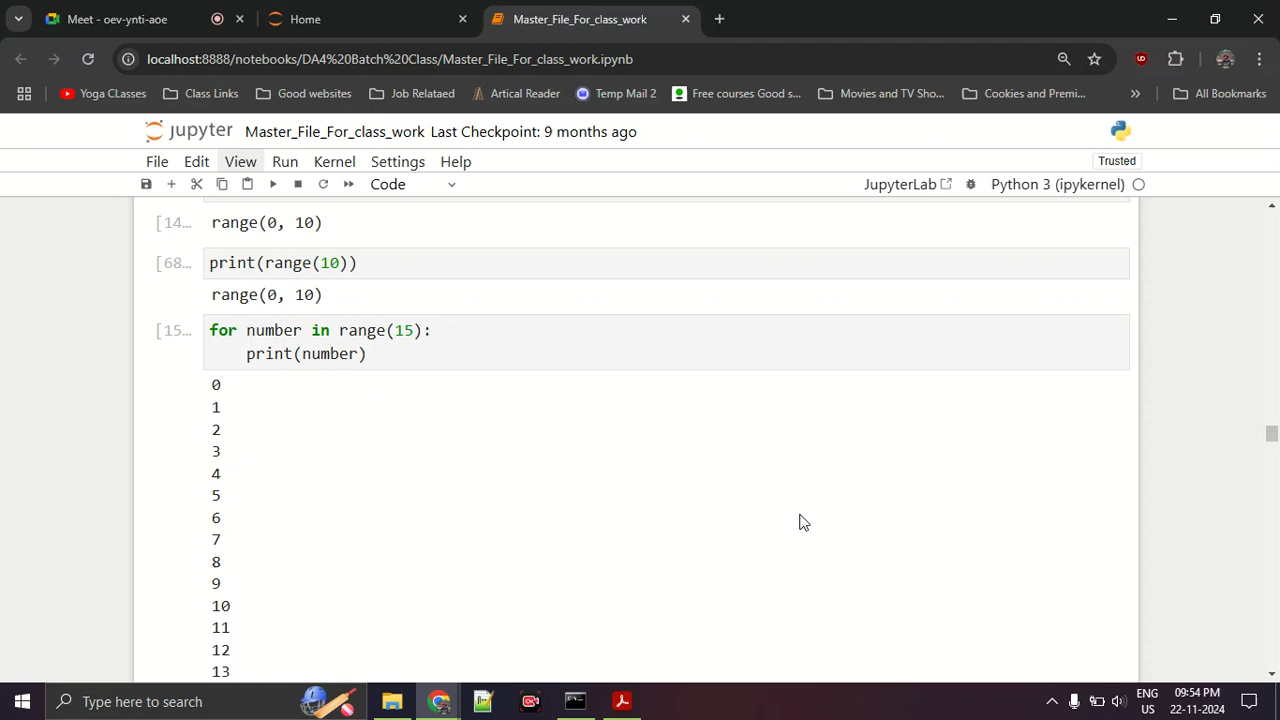 Meet - oev-ynti-aoe
Home
Master_File_For_class_work
localhost:8888/notebooks/DA4%20Batch%20Class/Master_File_For_class_work.ipynb
UD
Yoga CLasses
Class Links
Good websites
Job Relataed
Artical Reader
Temp Mail 2
Free courses Good s...
Movies and TV Sho...
Cookies and Premi...
All Bookmarks
jupyter
Master_File_For_class_work Last Checkpoint: 9 months ago
File
Edit
View
Run
Kernel
Settings
Help
Trusted
Code
JupyterLab
Python 3 (ipykernel)
[14...
range(0, 10)
[68...
print(range(10))
range(0, 10)
[15...
for number in range(15):
print(number)
0
1
2
3
4
5
6
7
8
9
10
11
12
13
Type here to search
ENG
US
09:54 PM
22-11-2024